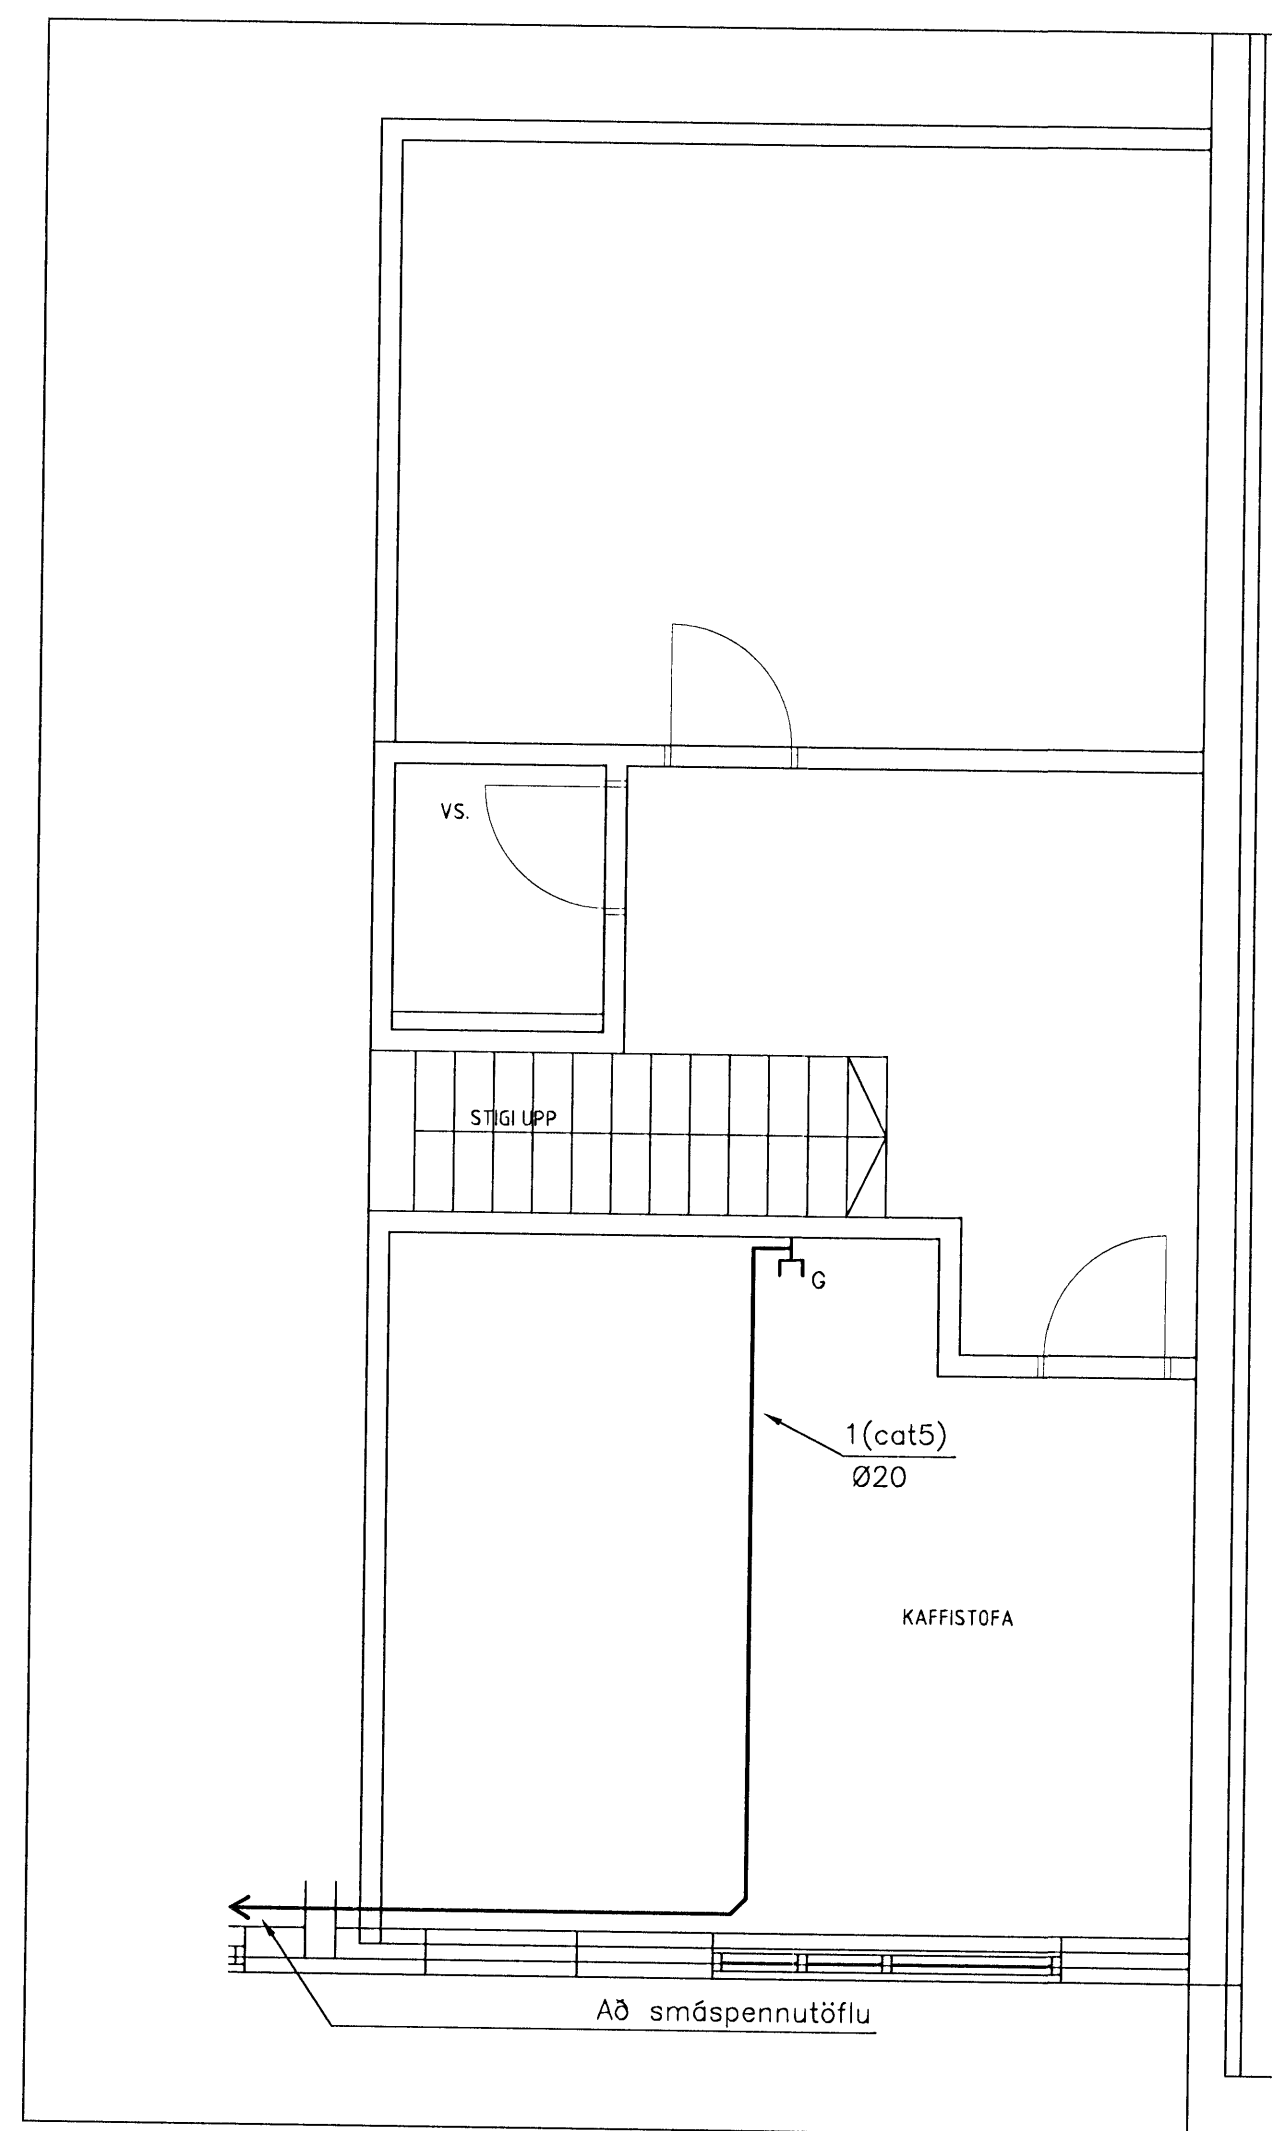 VS.
STIGI UPP
G
1(cat5)
Ø20
KAFFISTOFA
Að smáspennutöflu